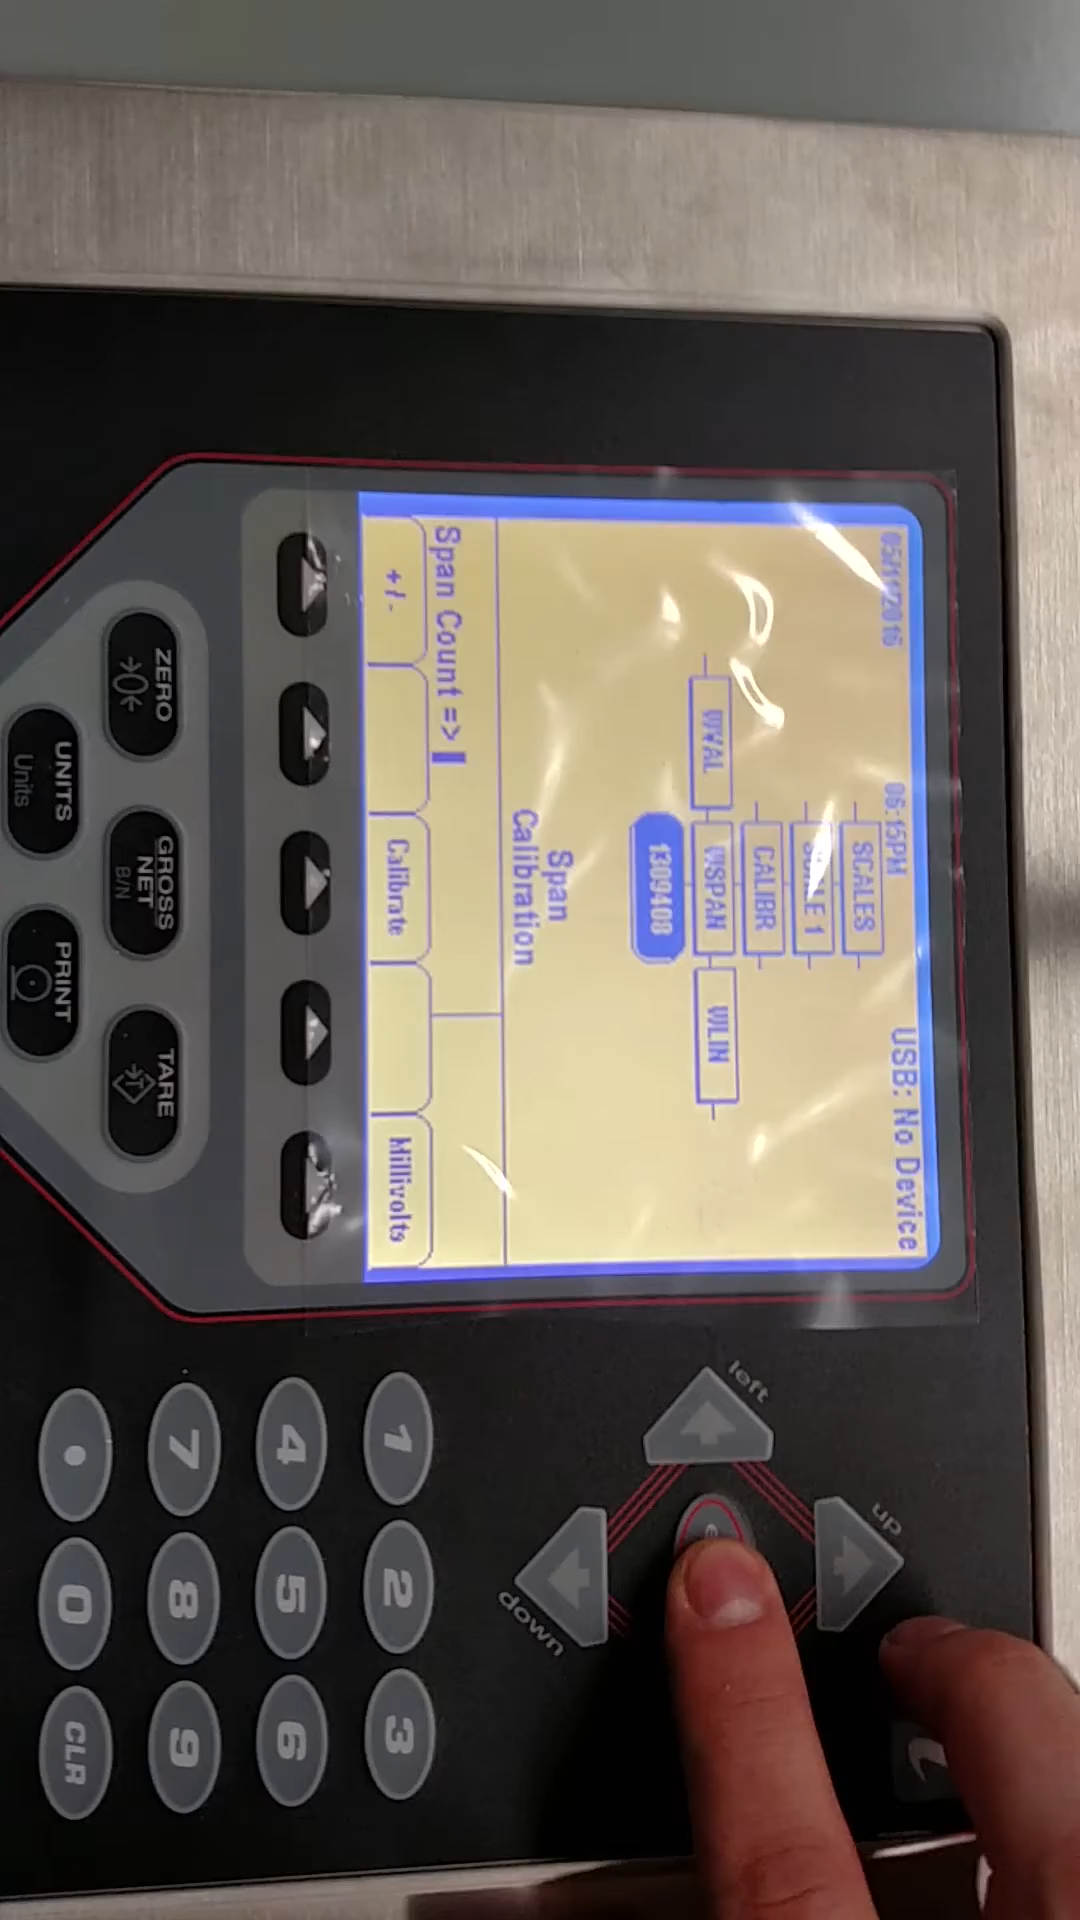 05/11/2016 06:15PM USB: No Device
SCALES
SCALE 1
CALIBR
WVAL WSPAN WLIN
1309408
Span
Calibration
Span Count =>
+/- Calibrate Millivolts
ZERO
GROSS
NET
B/N
TARE
UNITS
Units
PRINT
left
up
down
1 2 3
4 5 6
7 8 9
• 0 CLR